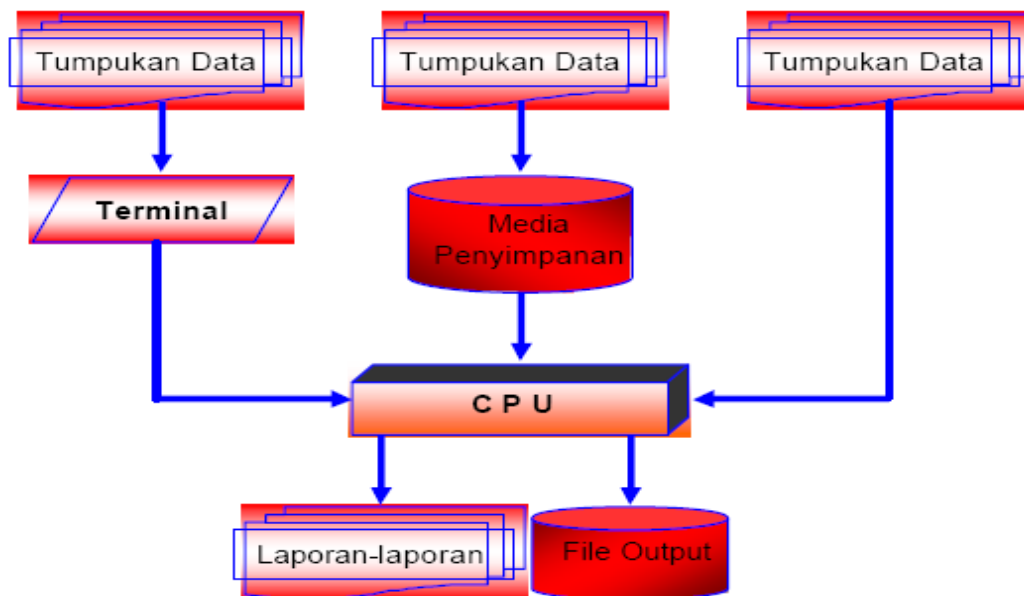 Tumpukan Data
Tumpukan Data
Tumpukan Data
Terminal
Media
Penyimpanan
C P U
Laporan-laporan
File Output